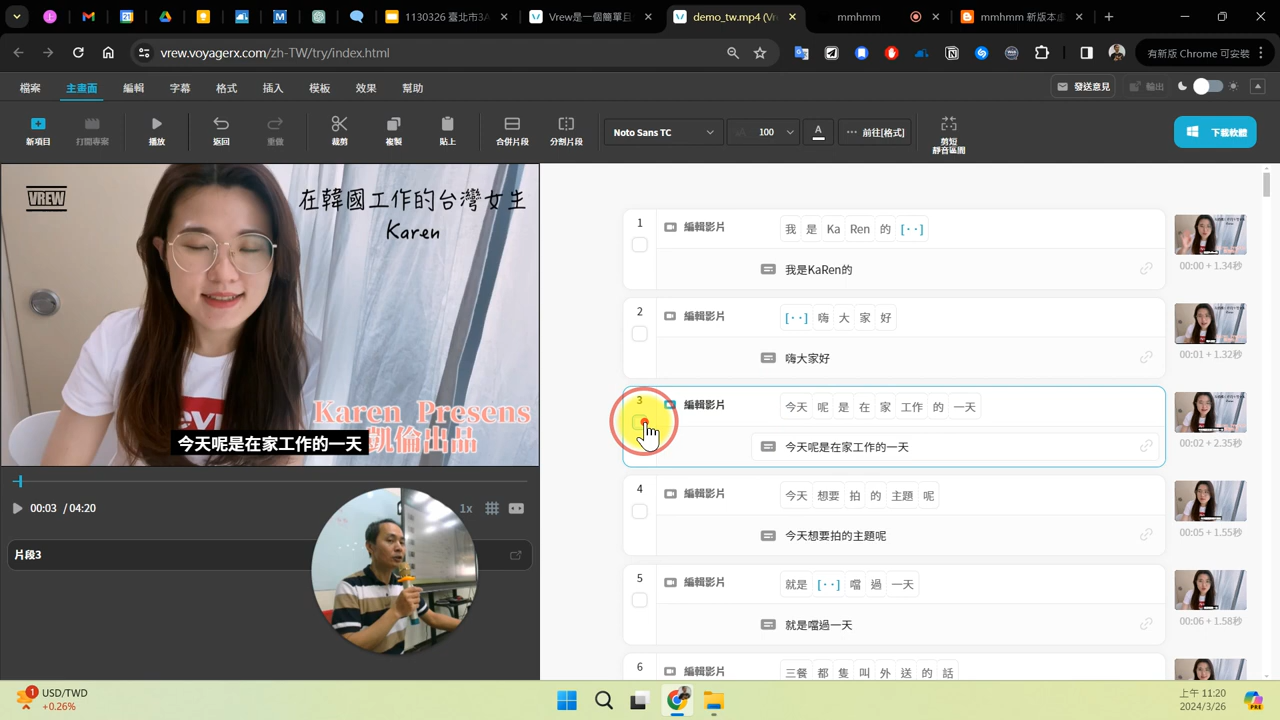 1130326 臺北市3A
Vrew是一個簡單且
demo_tw.mp4 (Vr
mmhmm
mmhmm 新版本虛
vrew.voyagerx.com/zh-TW/try/index.html
有新版 Chrome 可安裝
檔案 主畫面 編輯 字幕 格式 插入 模板 效果 幫助
發送意見 輸出
新項目 打開專案 播放 返回 重做 裁剪 複製 貼上 合併片段 分割片段
Noto Sans TC 100 A 前往[格式]
剪短
靜音區間
下載軟體
VREW
在韓國工作的台灣女生
Karen
Karen Presens
凱倫出品
今天呢是在家工作的一天
00:03 / 04:20 1x
片段3
1 編輯影片 我 是 Ka Ren 的 [··]
我是KaRen的
00:00 + 1.34秒
2 編輯影片 [··] 嗨 大 家 好
嗨大家好
00:01 + 1.32秒
3 編輯影片 今天 呢 是 在 家 工作 的 一天
今天呢是在家工作的一天
00:02 + 2.35秒
4 編輯影片 今天 想要 拍 的 主題 呢
今天想要拍的主題呢
00:05 + 1.55秒
5 編輯影片 就是 [··] 噹 過 一天
就是噹過一天
00:06 + 1.58秒
6 編輯影片 三餐 都 隻 叫 外 送 的 話
1 USD/TWD
+0.26%
上午 11:20
2024/3/26